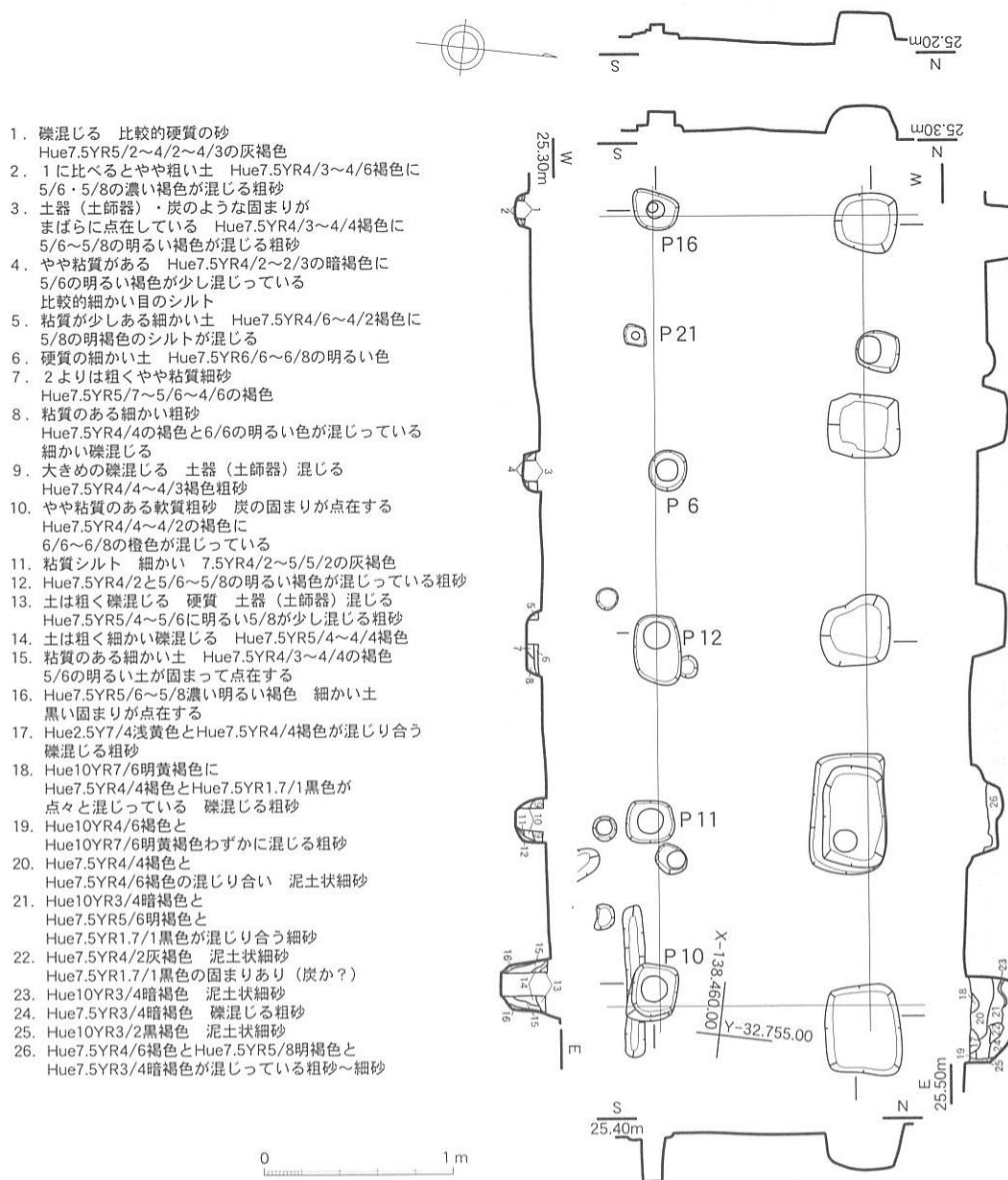 1. 礫混じる 比較的硬質の砂
Hue7.5YR5/2～4/2～4/3の灰褐色
2. 1に比べるとやや粗い土 Hue7.5YR4/3～4/6褐色に
5/6・5/8の濃い褐色が混じる粗砂
3. 土器（土師器）・炭のような固まりが
まばらに点在している Hue7.5YR4/3～4/4褐色に
5/6～5/8の明るい褐色が混じる粗砂
4. やや粘質がある Hue7.5YR4/2～2/3の暗褐色に
5/6の明るい褐色が少し混じっている
比較的細かい目のシルト
5. 粘質が少しある細かい土 Hue7.5YR4/6～4/2褐色に
5/8の明褐色のシルトが混じる
6. 硬質の細かい土 Hue7.5YR6/6～6/8の明るい色
7. 2よりは粗くやや粘質細砂
Hue7.5YR5/7～5/6～4/6の褐色
8. 粘質のある細かい粗砂
Hue7.5YR4/4の褐色と6/6の明るい色が混じっている
細かい礫混じる
9. 大きめの礫混じる 土器（土師器）混じる
Hue7.5YR4/4～4/3褐色粗砂
10. やや粘質のある軟質粗砂 炭の固まりが点在する
Hue7.5YR4/4～4/2の褐色に
6/6～6/8の橙色が混じっている
11. 粘質シルト 細かい 7.5YR4/2～5/5/2の灰褐色
12. Hue7.5YR4/2と5/6～5/8の明るい褐色が混じっている粗砂
13. 土は粗く礫混じる 硬質 土器（土師器）混じる
Hue7.5YR5/4～5/6に明るい5/8が少し混じる粗砂
14. 土は粗く細かい礫混じる Hue7.5YR5/4～4/4褐色
15. 粘質のある細かい土 Hue7.5YR4/3～4/4の褐色
5/6の明るい土が固まって点在する
16. Hue7.5YR5/6～5/8濃い明るい褐色 細かい土
黒い固まりが点在する
17. Hue2.5Y7/4浅黄色とHue7.5YR4/4褐色が混じり合う
礫混じる粗砂
18. Hue10YR7/6明黄褐色に
Hue7.5YR4/4褐色とHue7.5YR1.7/1黒色が
点々と混じっている 礫混じる粗砂
19. Hue10YR4/6褐色と
Hue10YR7/6明黄褐色わずかに混じる粗砂
20. Hue7.5YR4/4褐色と
Hue7.5YR4/6褐色の混じり合い 泥土状細砂
21. Hue10YR3/4暗褐色と
Hue7.5YR5/6明褐色と
Hue7.5YR1.7/1黒色が混じり合う細砂
22. Hue7.5YR4/2灰褐色 泥土状細砂
Hue7.5YR1.7/1黒色の固まりあり（炭か？）
23. Hue10YR3/4暗褐色 泥土状細砂
24. Hue7.5YR3/4暗褐色 礫混じる粗砂
25. Hue10YR3/2黒褐色 泥土状細砂
26. Hue7.5YR4/6褐色とHue7.5YR5/8明褐色と
Hue7.5YR3/4暗褐色が混じっている粗砂～細砂
0 1 m
25.20m
S
N
25.30m
S
N
25.30m
W
W
2
1
P16
P21
4
3
P 6
5
7
6
8
P12
9
11
10
12
P11
26
P10
X-138.460.00
Y-32.755.00
16
15
14
13
16
15
E
23
18
20
21
24
19
25
E
25.50m
S
25.40m
N